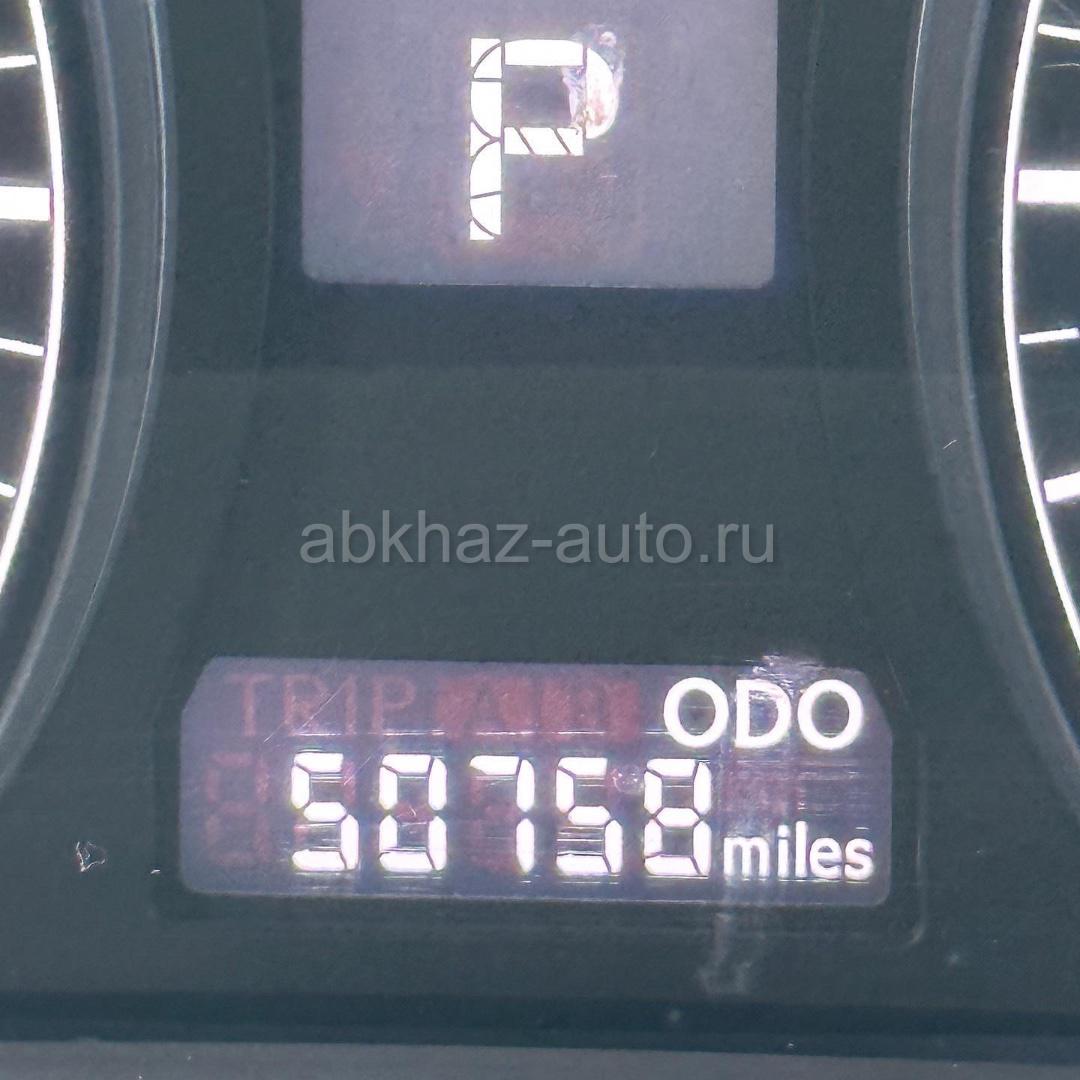 P
abkhaz-auto.ru
TRIP A B ODO
50758 miles